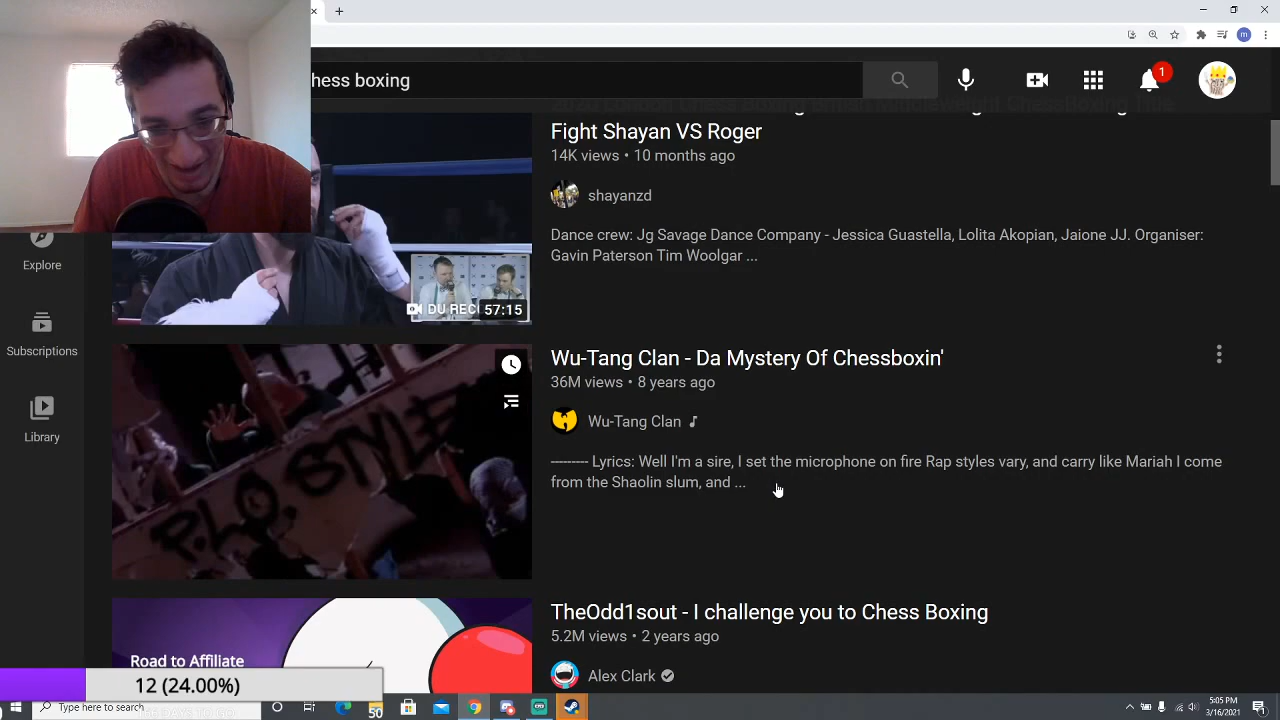 hess boxing
1
Fight Shayan VS Roger
14K views • 10 months ago
shayanzd
Dance crew: Jg Savage Dance Company - Jessica Guastella, Lolita Akopian, Jaione JJ. Organiser:
Gavin Paterson Tim Woolgar ...
DU REC
57:15
Explore
Subscriptions
Library
P.L.O. STYLE
Wu-Tang Clan - Da Mystery Of Chessboxin'
36M views • 8 years ago
Wu-Tang Clan
--------- Lyrics: Well I'm a sire, I set the microphone on fire Rap styles vary, and carry like Mariah I come
from the Shaolin slum, and ...
TheOdd1sout - I challenge you to Chess Boxing
5.2M views • 2 years ago
Alex Clark
Road to Affiliate
12 (24.00%)
Type here to search
50
5:05 PM
3/16/2021